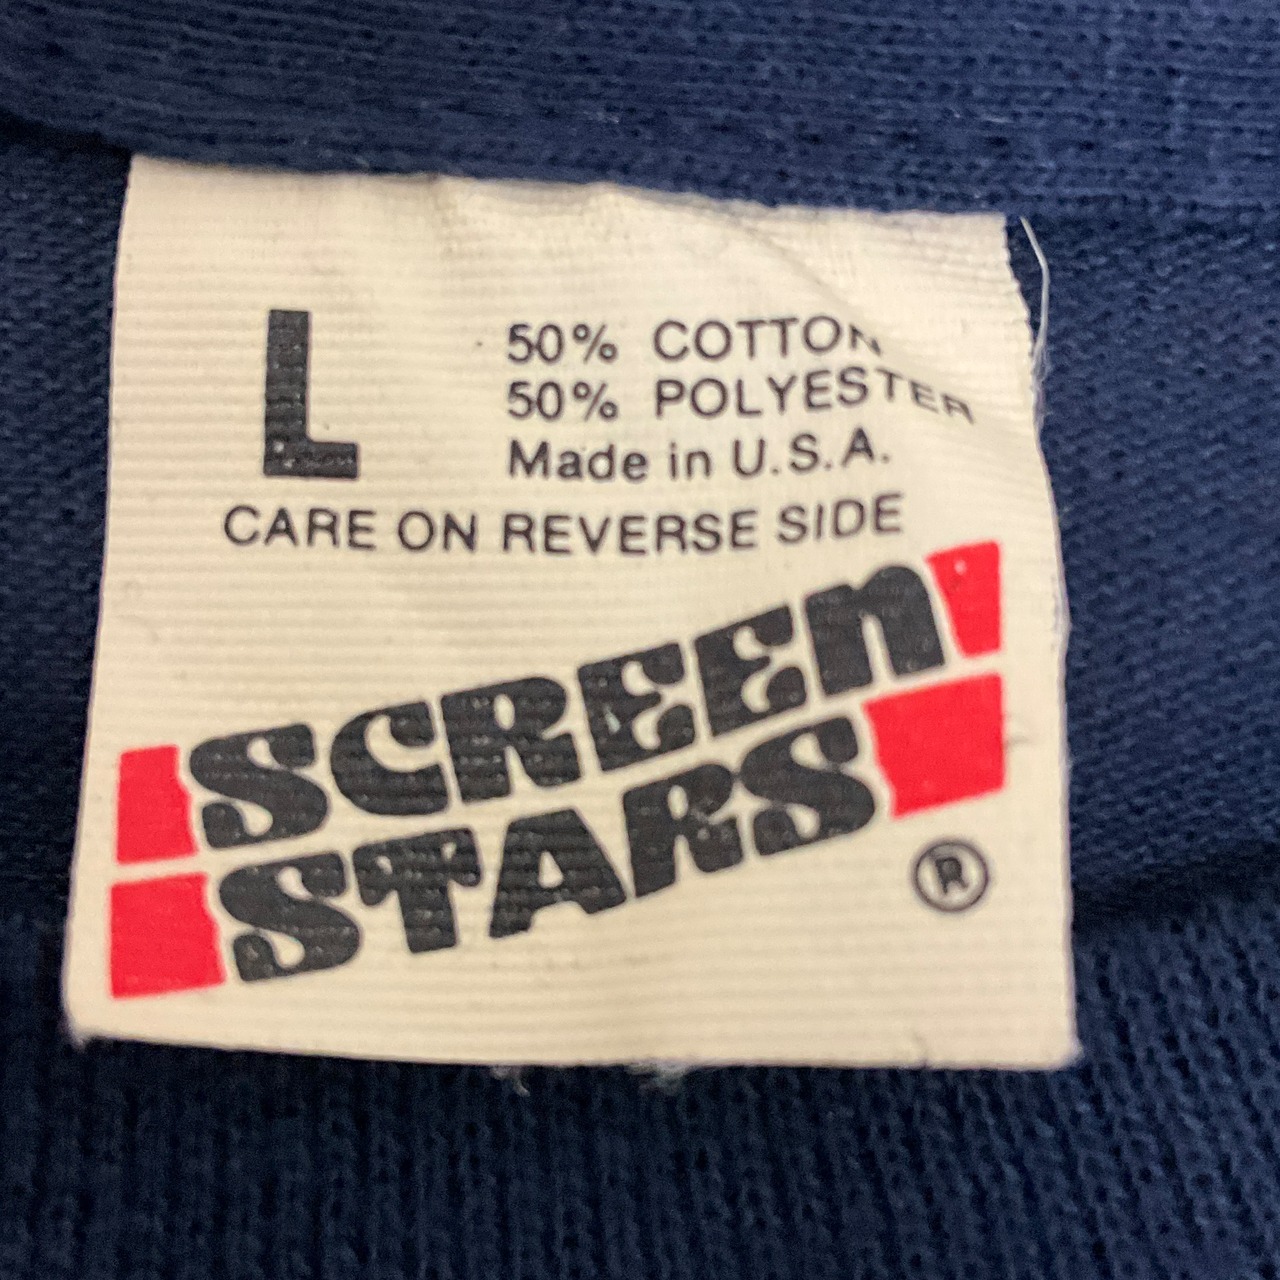 L
50% COTTON
50% POLYESTER
Made in U.S.A.
CARE ON REVERSE SIDE
SCREEN
STARS
®